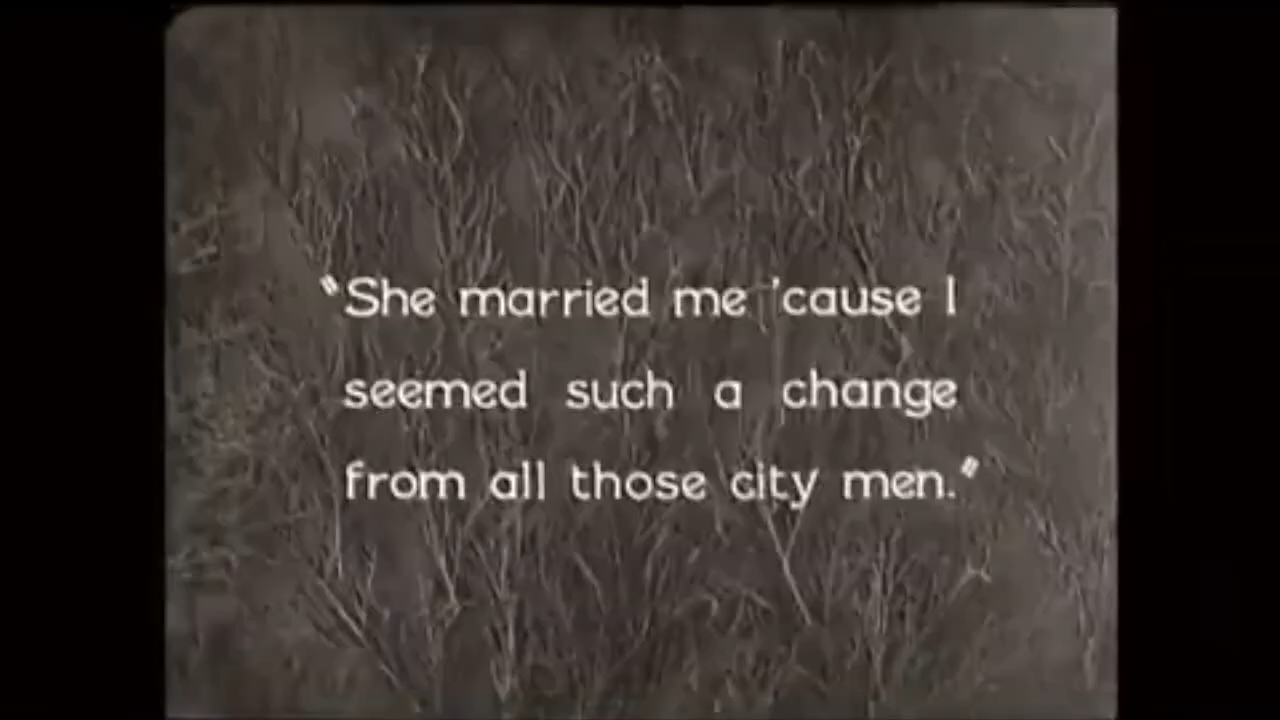 "She married me 'cause I
seemed such a change
from all those city men."